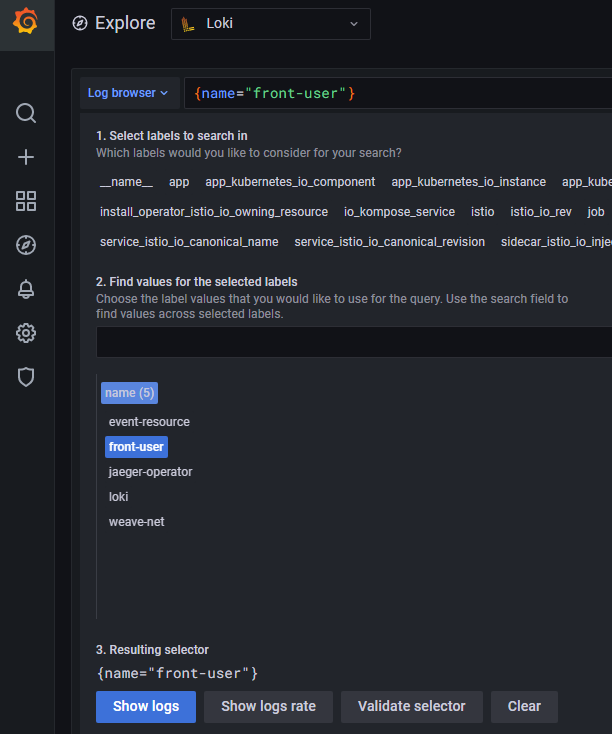 Explore Loki
Log browser {name="front-user"}
1. Select labels to search in
Which labels would you like to consider for your search?
__name__ app app_kubernetes_io_component app_kubernetes_io_instance app_kube
install_operator_istio_io_owning_resource io_kompose_service istio istio_io_rev job
service_istio_io_canonical_name service_istio_io_canonical_revision sidecar_istio_io_inje
2. Find values for the selected labels
Choose the label values that you would like to use for the query. Use the search field to
find values across selected labels.
name (5)
event-resource
front-user
jaeger-operator
loki
weave-net
3. Resulting selector
{name="front-user"}
Show logs Show logs rate Validate selector Clear